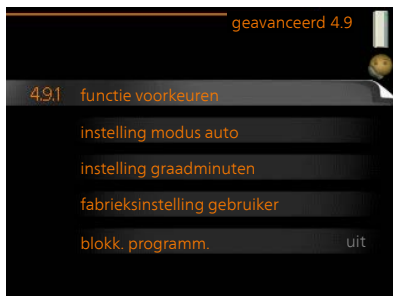 geavanceerd 4.9
4.9.1 functie voorkeuren
instelling modus auto
instelling graadminuten
fabrieksinstelling gebruiker
blokk. programm. uit